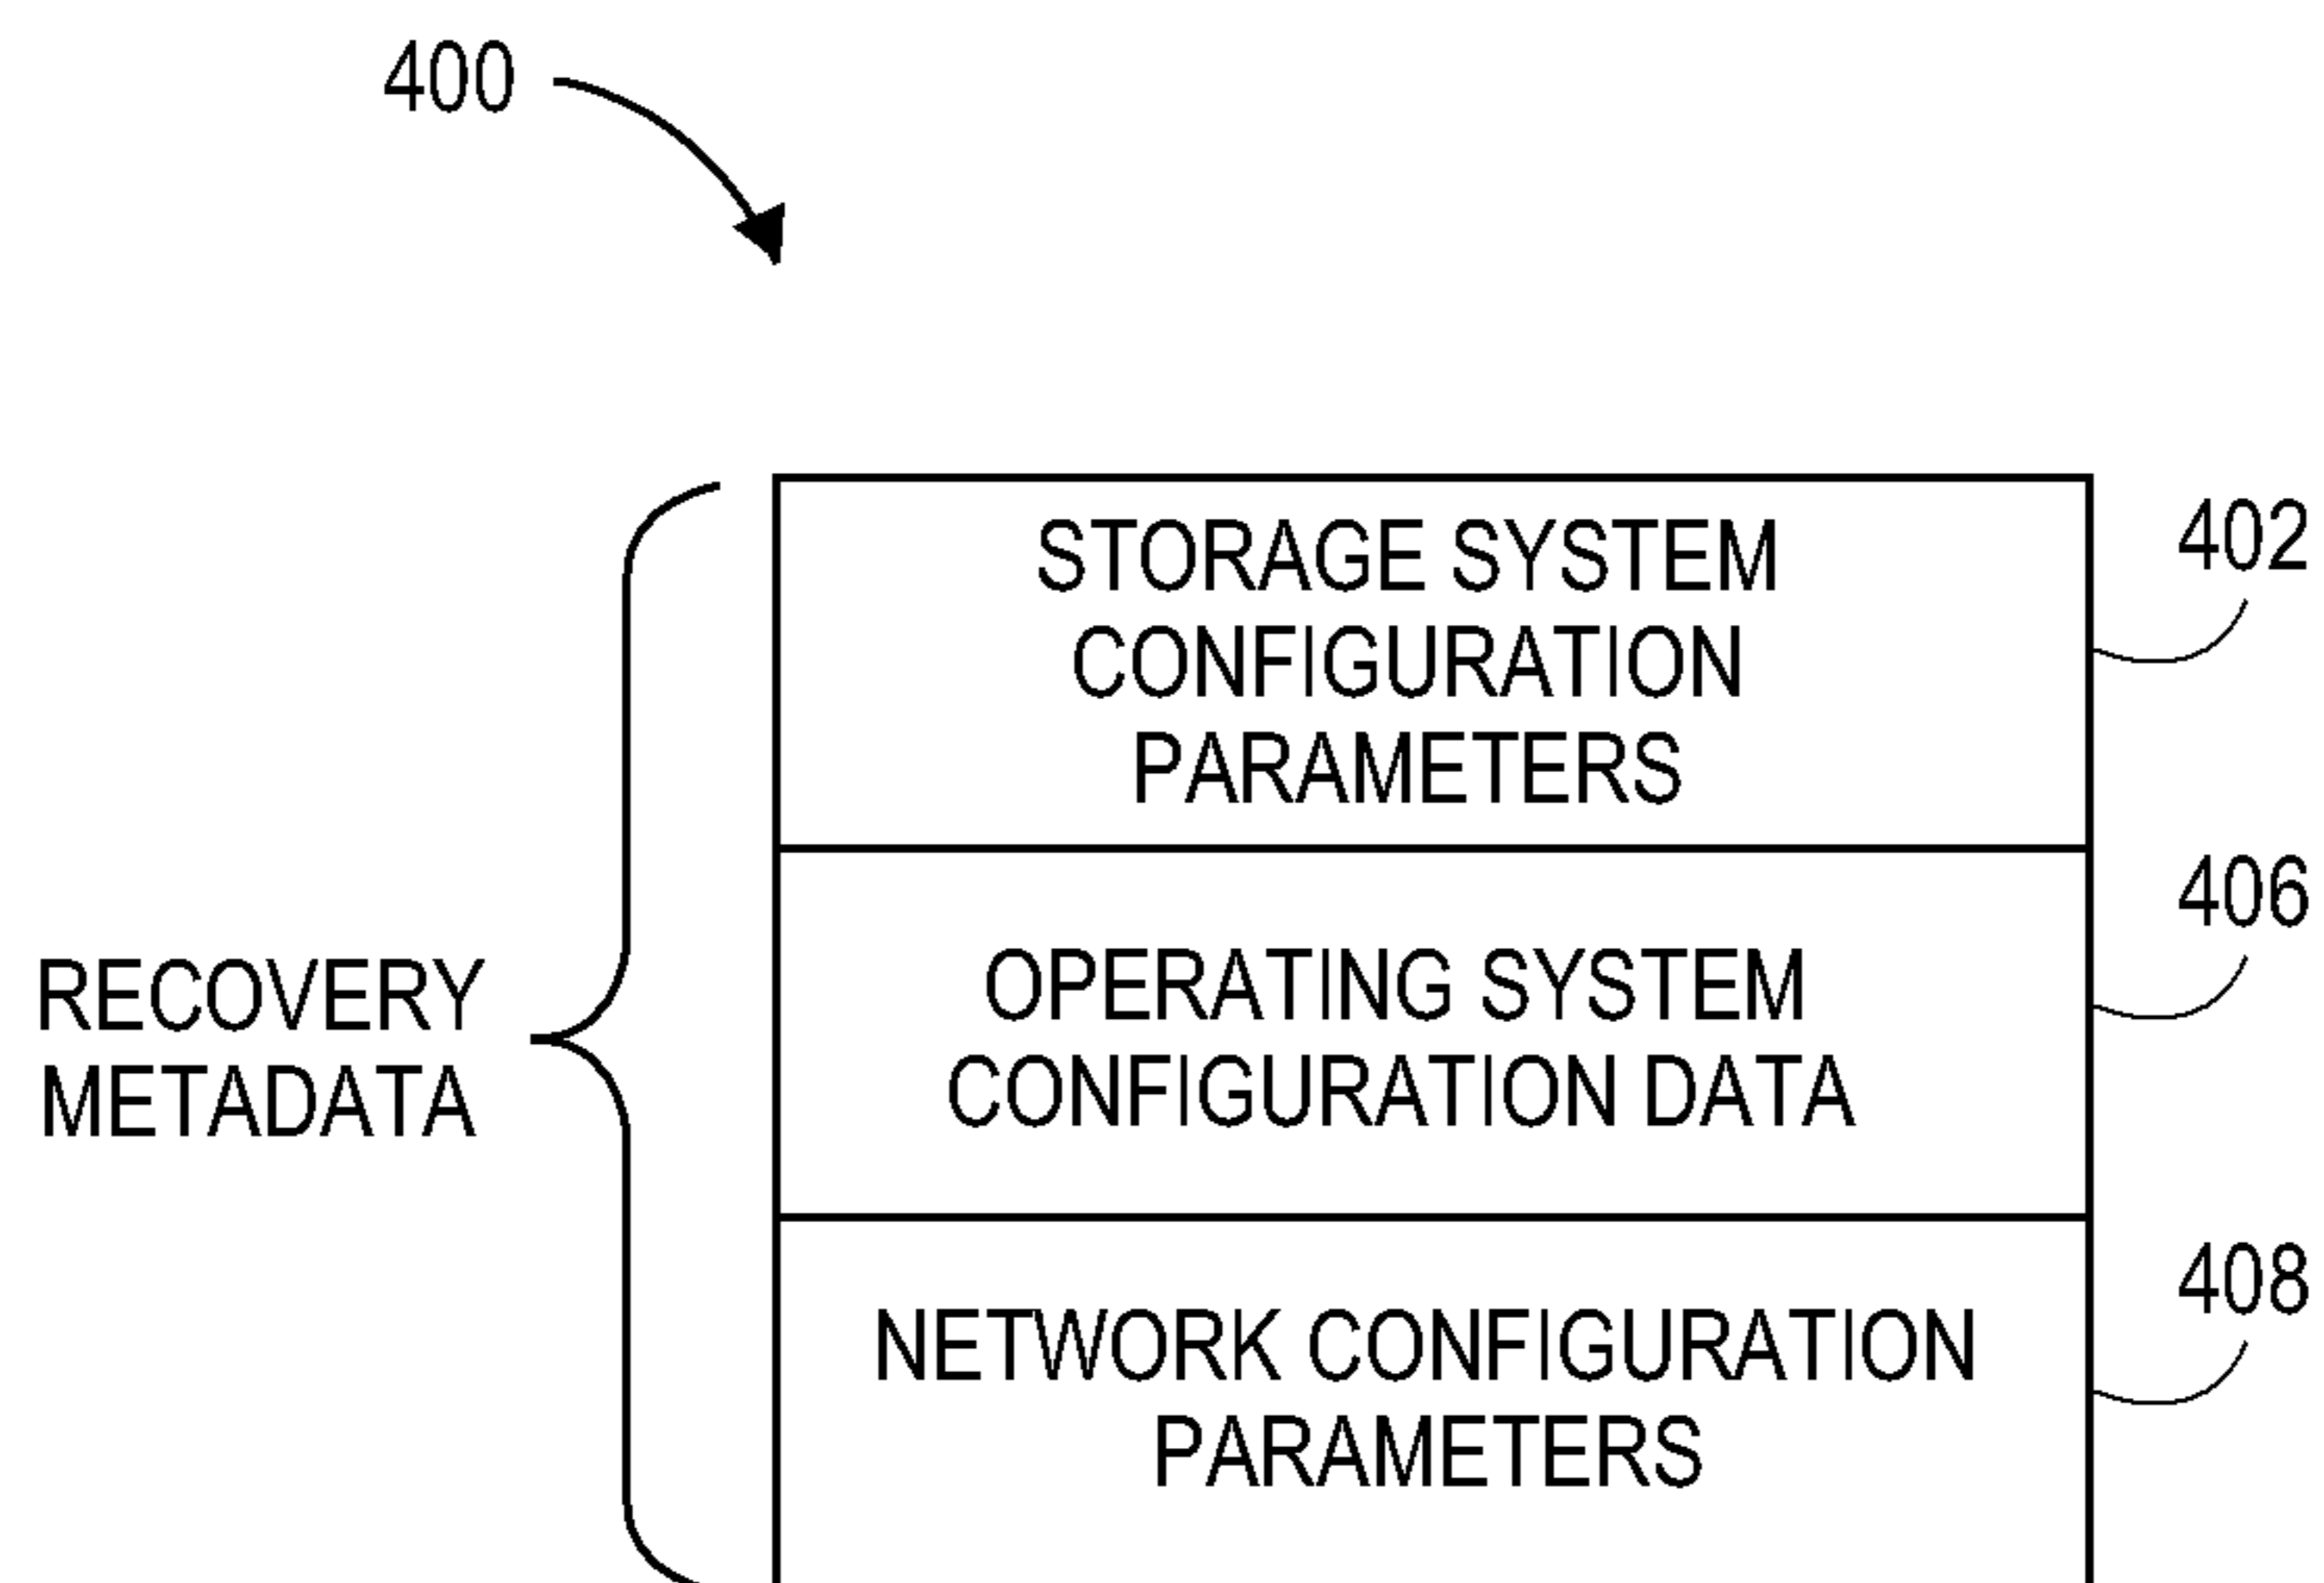 400
STORAGE SYSTEM
CONFIGURATION
PARAMETERS
402
OPERATING SYSTEM
CONFIGURATION DATA
406
RECOVERY
METADATA
NETWORK CONFIGURATION
PARAMETERS
408